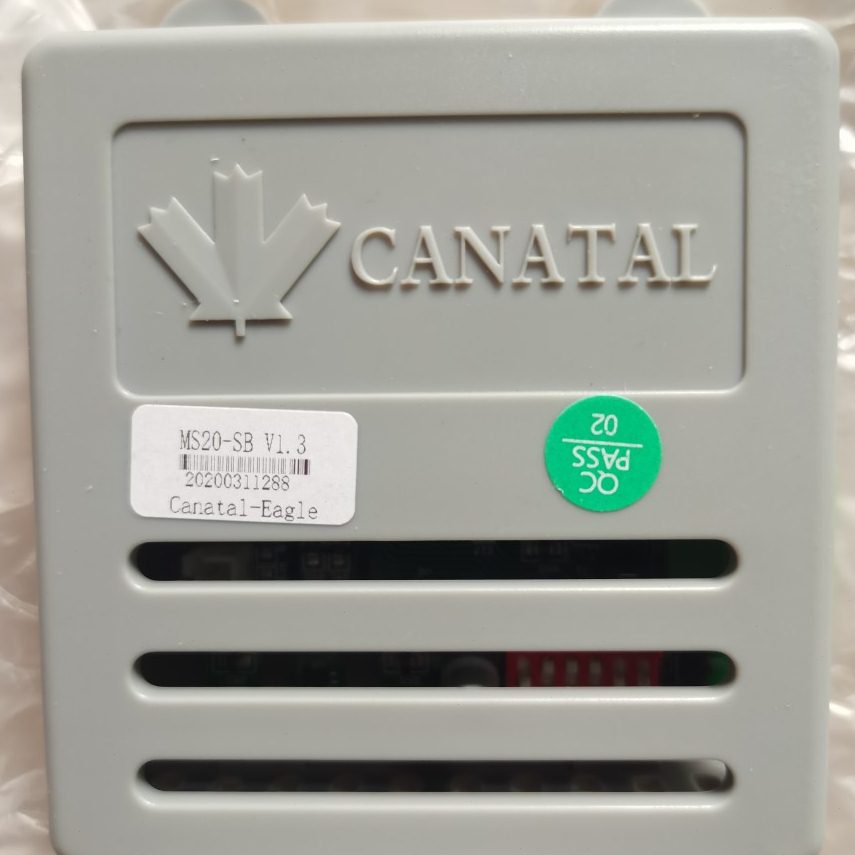 CANATAL
MS20-SB V1.3
20200311288
Canatal-Eagle
QC
PASS
02